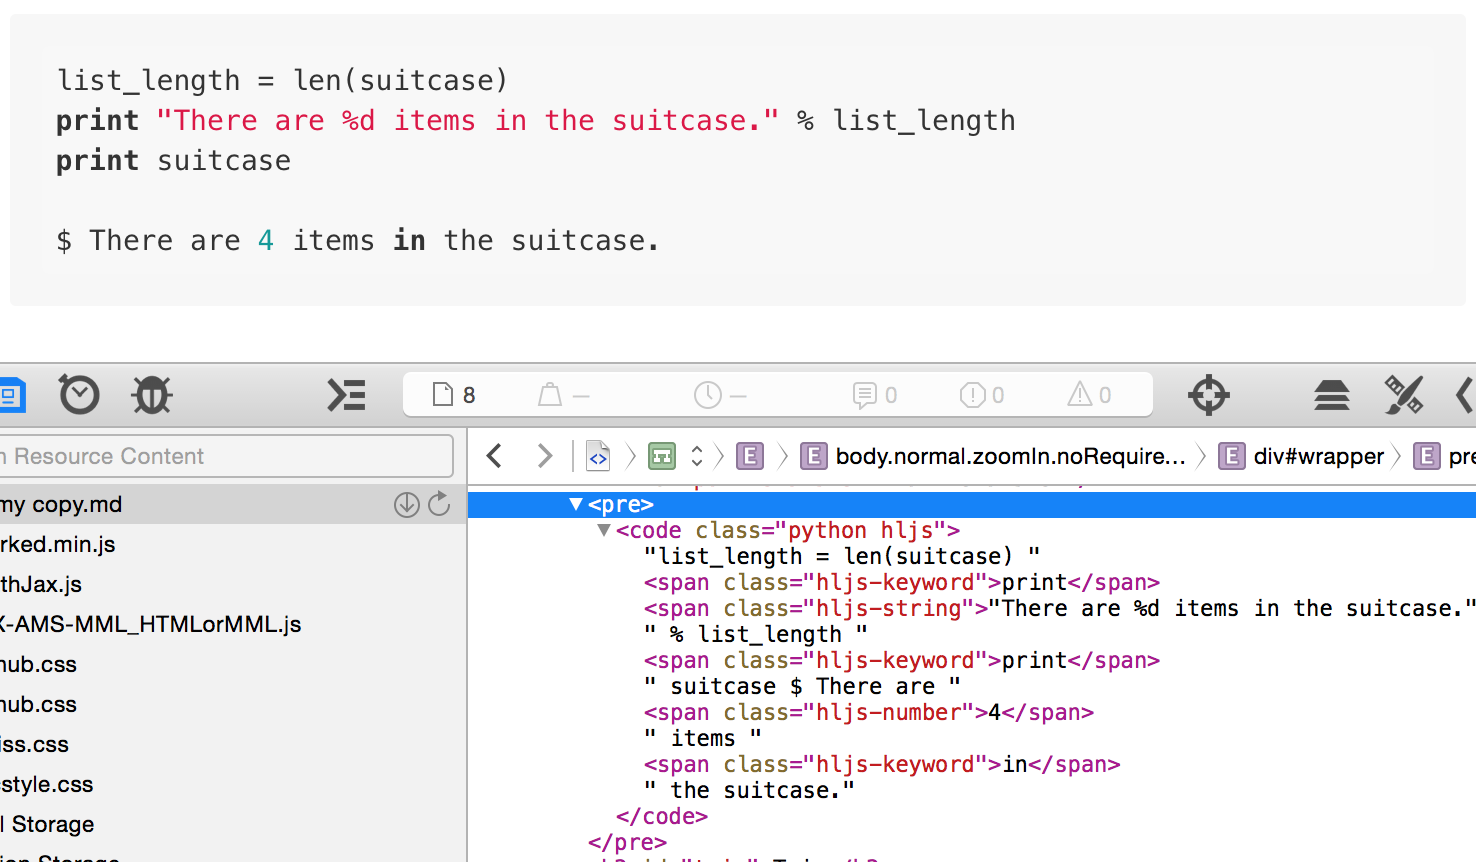 list_length = len(suitcase)
print "There are %d items in the suitcase." % list_length
print suitcase
$ There are 4 items in the suitcase.
8 — — 0 0 0
Resource Content
E E body.normal.zoomIn.noRequire... E div#wrapper E pre
my copy.md
rked.min.js
thJax.js
X-AMS-MML_HTMLorMML.js
hub.css
hub.css
iss.css
style.css
l Storage
ion Storage
<pre>
<code class="python hljs">
"list_length = len(suitcase) "
<span class="hljs-keyword">print</span>
<span class="hljs-string">"There are %d items in the suitcase."
" % list_length "
<span class="hljs-keyword">print</span>
" suitcase $ There are "
<span class="hljs-number">4</span>
" items "
<span class="hljs-keyword">in</span>
" the suitcase."
</code>
</pre>